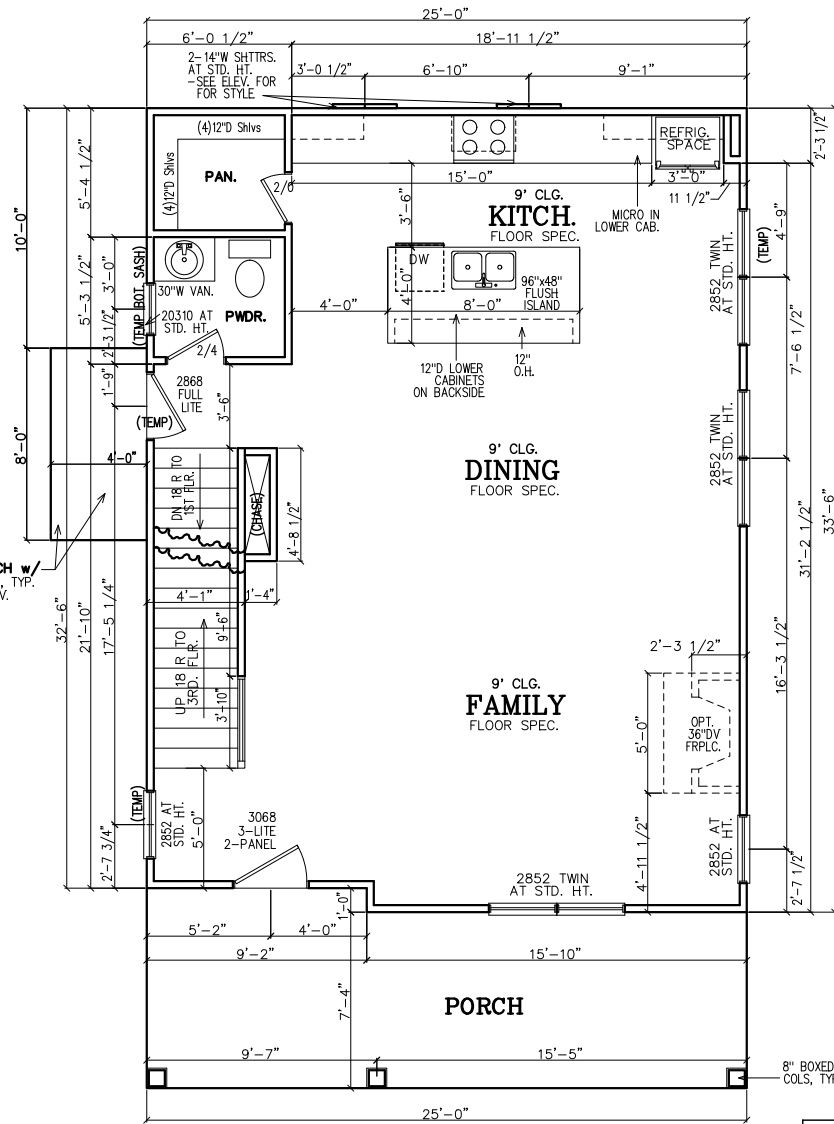 25'-0"
6'-0 1/2"
18'-11 1/2"
2-14"W SHTTRS.
AT STD. HT.
-SEE ELEV. FOR
FOR STYLE
3'-0 1/2"
6'-10"
9'-1"
(4)12"D Shlvs
(4)12"D Shlvs
PAN.
2/0
REFRIG.
SPACE
15'-0"
3'-0"
11 1/2"
2'-3 1/2"
9' CLG.
KITCH.
FLOOR SPEC.
MICRO IN
LOWER CAB.
3'-6"
4'-0"
DW
96"x48"
FLUSH
ISLAND
4'-0"
8'-0"
12"D LOWER
CABINETS
ON BACKSIDE
12"
O.H.
5'-4 1/2"
10'-0"
5'-3 1/2"
3'-0"
2'-3 1/2"
(TEMP BOT. SASH)
30"W VAN.
20310 AT
STD. HT.
PWDR.
2/4
1'-9"
2868
FULL
LITE
(TEMP)
3'-6"
8'-0"
4'-0"
2852 TWIN
AT STD. HT.
(TEMP)
4'-9"
7'-6 1/2"
2852 TWIN
AT STD. HT.
9' CLG.
DINING
FLOOR SPEC.
DN 18 R TO
1ST FLR.
(CHASE)
4'-8 1/2"
CH w/
, TYP.
V.
4'-1"
1'-4"
9'-6"
32'-6"
21'-10"
17'-5 1/4"
UP 18 R TO
3RD. FLR.
3'-10"
33'-6"
31'-2 1/2"
16'-3 1/2"
2'-3 1/2"
9' CLG.
FAMILY
FLOOR SPEC.
OPT.
36"DV
FRPLC.
5'-0"
4'-11 1/2"
(TEMP)
2852 AT
STD. HT.
5'-0"
2'-7 3/4"
3068
3-LITE
2-PANEL
2852 AT
STD. HT.
2'-7 1/2"
2852 TWIN
AT STD. HT.
1'-0"
5'-2"
4'-0"
9'-2"
15'-10"
7'-4"
PORCH
9'-7"
15'-5"
8" BOXED
COLS, TYP
25'-0"